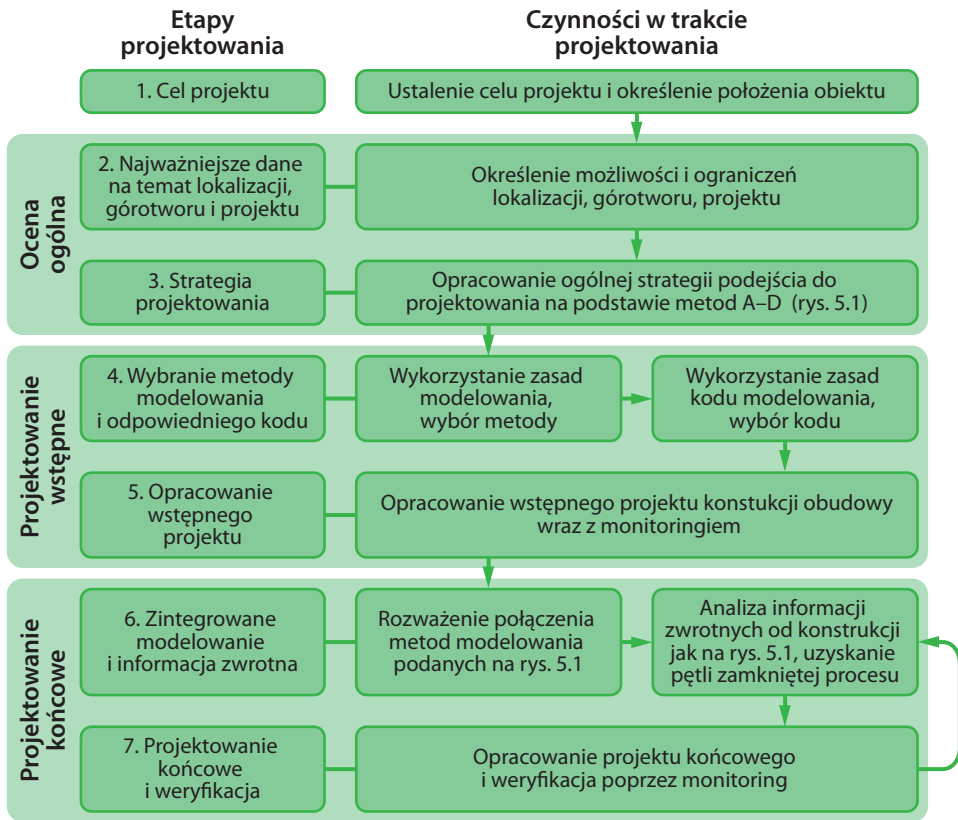 Etapy
projektowania
Czynności w trakcie
projektowania
1. Cel projektu
Ustalenie celu projektu i określenie położenia obiektu
Ocena
ogólna
2. Najważniejsze dane
na temat lokalizacji,
górotworu i projektu
Określenie możliwości i ograniczeń
lokalizacji, górotworu, projektu
3. Strategia
projektowania
Opracowanie ogólnej strategii podejścia do
projektowania na podstawie metod A–D (rys. 5.1)
Projektowanie
wstępne
4. Wybranie metody
modelowania
i odpowiedniego kodu
Wykorzystanie zasad
modelowania,
wybór metody
Wykorzystanie zasad
kodu modelowania,
wybór kodu
5. Opracowanie
wstępnego
projektu
Opracowanie wstępnego projektu konstukcji obudowy
wraz z monitoringiem
Projektowanie
końcowe
6. Zintegrowane
modelowanie
i informacja zwrotna
Rozważenie połączenia
metod modelowania
podanych na rys. 5.1
Analiza informacji
zwrotnych od konstrukcji
jak na rys. 5.1, uzyskanie
pętli zamkniętej procesu
7. Projektowanie
końcowe
i weryfikacja
Opracowanie projektu końcowego
i weryfikacja poprzez monitoring